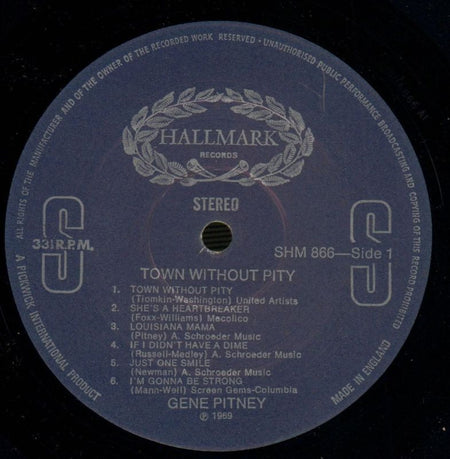 ALL RIGHTS OF THE MANUFACTURER AND OF THE OWNER OF THE RECORDED WORK RESERVED · UNAUTHORISED PUBLIC PERFORMANCE BROADCASTING AND COPYING OF THIS RECORD PROHIBITED
HALLMARK
RECORDS
STEREO
S
S
33⅓ R.P.M.
SHM 866—Side 1
TOWN WITHOUT PITY
1. TOWN WITHOUT PITY
(Tiomkin-Washington) United Artists
2. SHE'S A HEARTBREAKER
(Foxx-Williams) Mecolico
3. LOUISIANA MAMA
(Pitney) A. Schroeder Music
4. IF I DIDN'T HAVE A DIME
(Russell-Medley) A. Schroeder Music
5. JUST ONE SMILE
(Newman) A. Schroeder Music
6. I'M GONNA BE STRONG
(Mann-Weil) Screen Gems-Columbia
GENE PITNEY
℗ 1969
A PICKWICK INTERNATIONAL PRODUCT
MADE IN ENGLAND